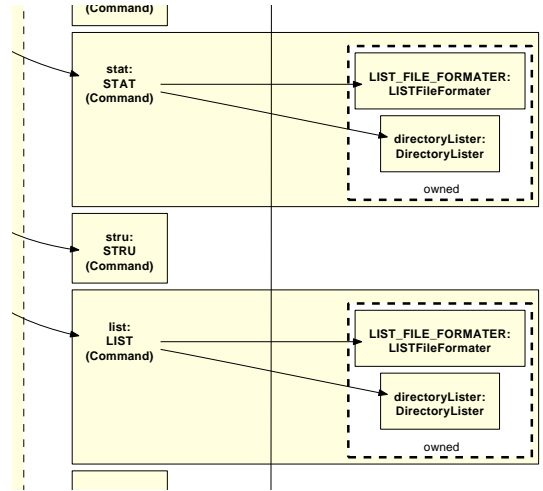 (Command)
stat:
STAT
(Command)
LIST_FILE_FORMATER:
LISTFileFormater
directoryLister:
DirectoryLister
owned
stru:
STRU
(Command)
list:
LIST
(Command)
LIST_FILE_FORMATER:
LISTFileFormater
directoryLister:
DirectoryLister
owned